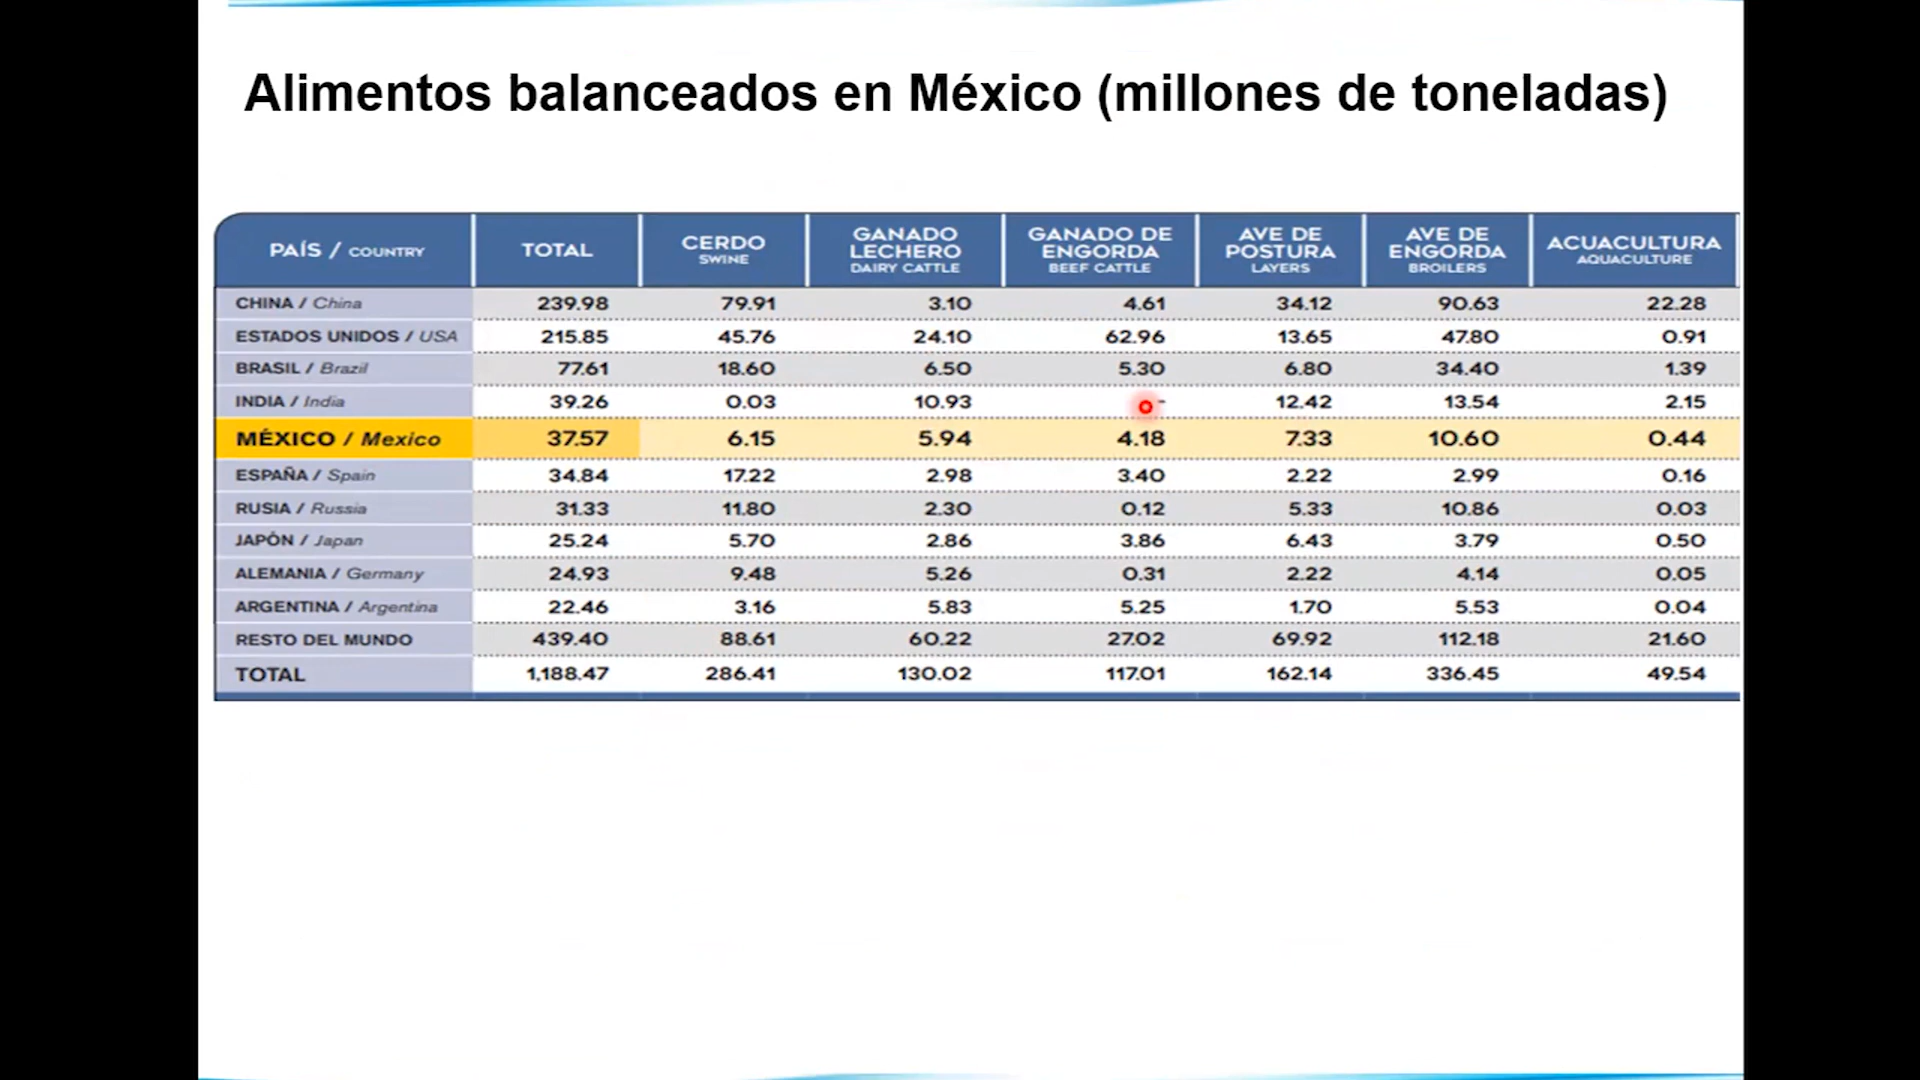 Alimentos balanceados en México (millones de toneladas)
PAÍS / COUNTRY TOTAL CERDO SWINE GANADO LECHERO DAIRY CATTLE GANADO DE ENGORDA BEEF CATTLE AVE DE POSTURA LAYERS AVE DE ENGORDA BROILERS ACUACULTURA AQUACULTURE
CHINA / China 239.98 79.91 3.10 4.61 34.12 90.63 22.28
ESTADOS UNIDOS / USA 215.85 45.76 24.10 62.96 13.65 47.80 0.91
BRASIL / Brazil 77.61 18.60 6.50 5.30 6.80 34.40 1.39
INDIA / India 39.26 0.03 10.93 - 12.42 13.54 2.15
MÉXICO / Mexico 37.57 6.15 5.94 4.18 7.33 10.60 0.44
ESPAÑA / Spain 34.84 17.22 2.98 3.40 2.22 2.99 0.16
RUSIA / Russia 31.33 11.80 2.30 0.12 5.33 10.86 0.03
JAPÓN / Japan 25.24 5.70 2.86 3.86 6.43 3.79 0.50
ALEMANIA / Germany 24.93 9.48 5.26 0.31 2.22 4.14 0.05
ARGENTINA / Argentina 22.46 3.16 5.83 5.25 1.70 5.53 0.04
RESTO DEL MUNDO 439.40 88.61 60.22 27.02 69.92 112.18 21.60
TOTAL 1,188.47 286.41 130.02 117.01 162.14 336.45 49.54